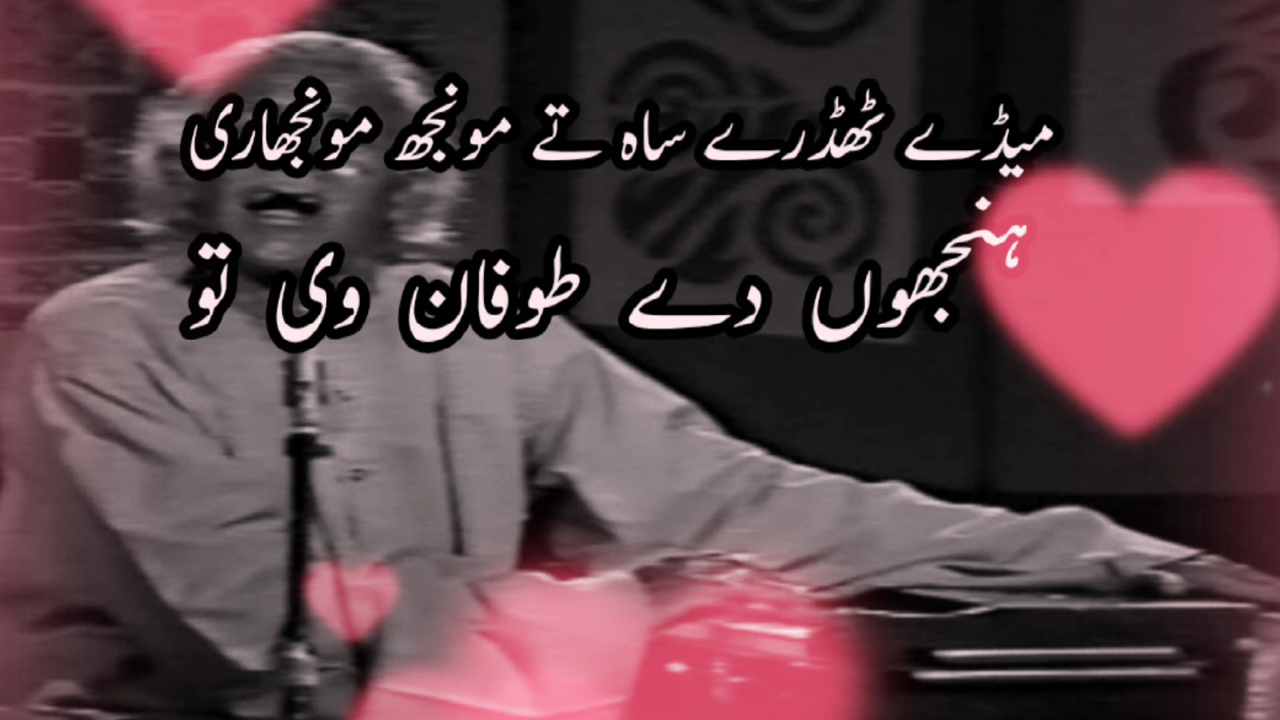 میڈے ٹھڈرے ساہ تے مونجھ مونجھاری
ہنجھوں دے طوفان وی تو